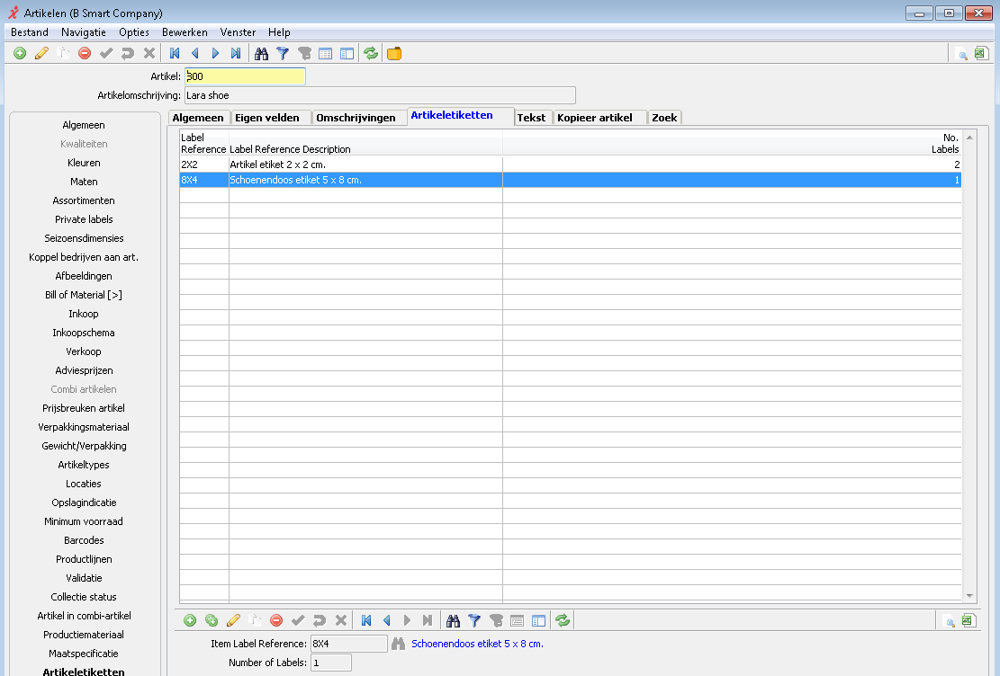 Artikelen (B Smart Company)
Bestand Navigatie Opties Bewerken Venster Help
Artikel: 300
Artikelomschrijving: Lara shoe
Algemeen Eigen velden Omschrijvingen Artikeletiketten Tekst Kopieer artikel Zoek
Label Reference Label Reference Description No. Labels
2X2 Artikel etiket 2 x 2 cm. 2
8X4 Schoenendoos etiket 5 x 8 cm. 1
Algemeen
Kwaliteiten
Kleuren
Maten
Assortimenten
Private labels
Seizoensdimensies
Koppel bedrijven aan art.
Afbeeldingen
Bill of Material [>]
Inkoop
Inkoopschema
Verkoop
Adviesprijzen
Combi artikelen
Prijsbreuken artikel
Verpakkingsmateriaal
Gewicht/Verpakking
Artikeltypes
Locaties
Opslagindicatie
Minimum voorraad
Barcodes
Productlijnen
Validatie
Collectie status
Artikel in combi-artikel
Productiemateriaal
Maatspecificatie
Artikeletiketten
Item Label Reference: 8X4 Schoenendoos etiket 5 x 8 cm.
Number of Labels: 1